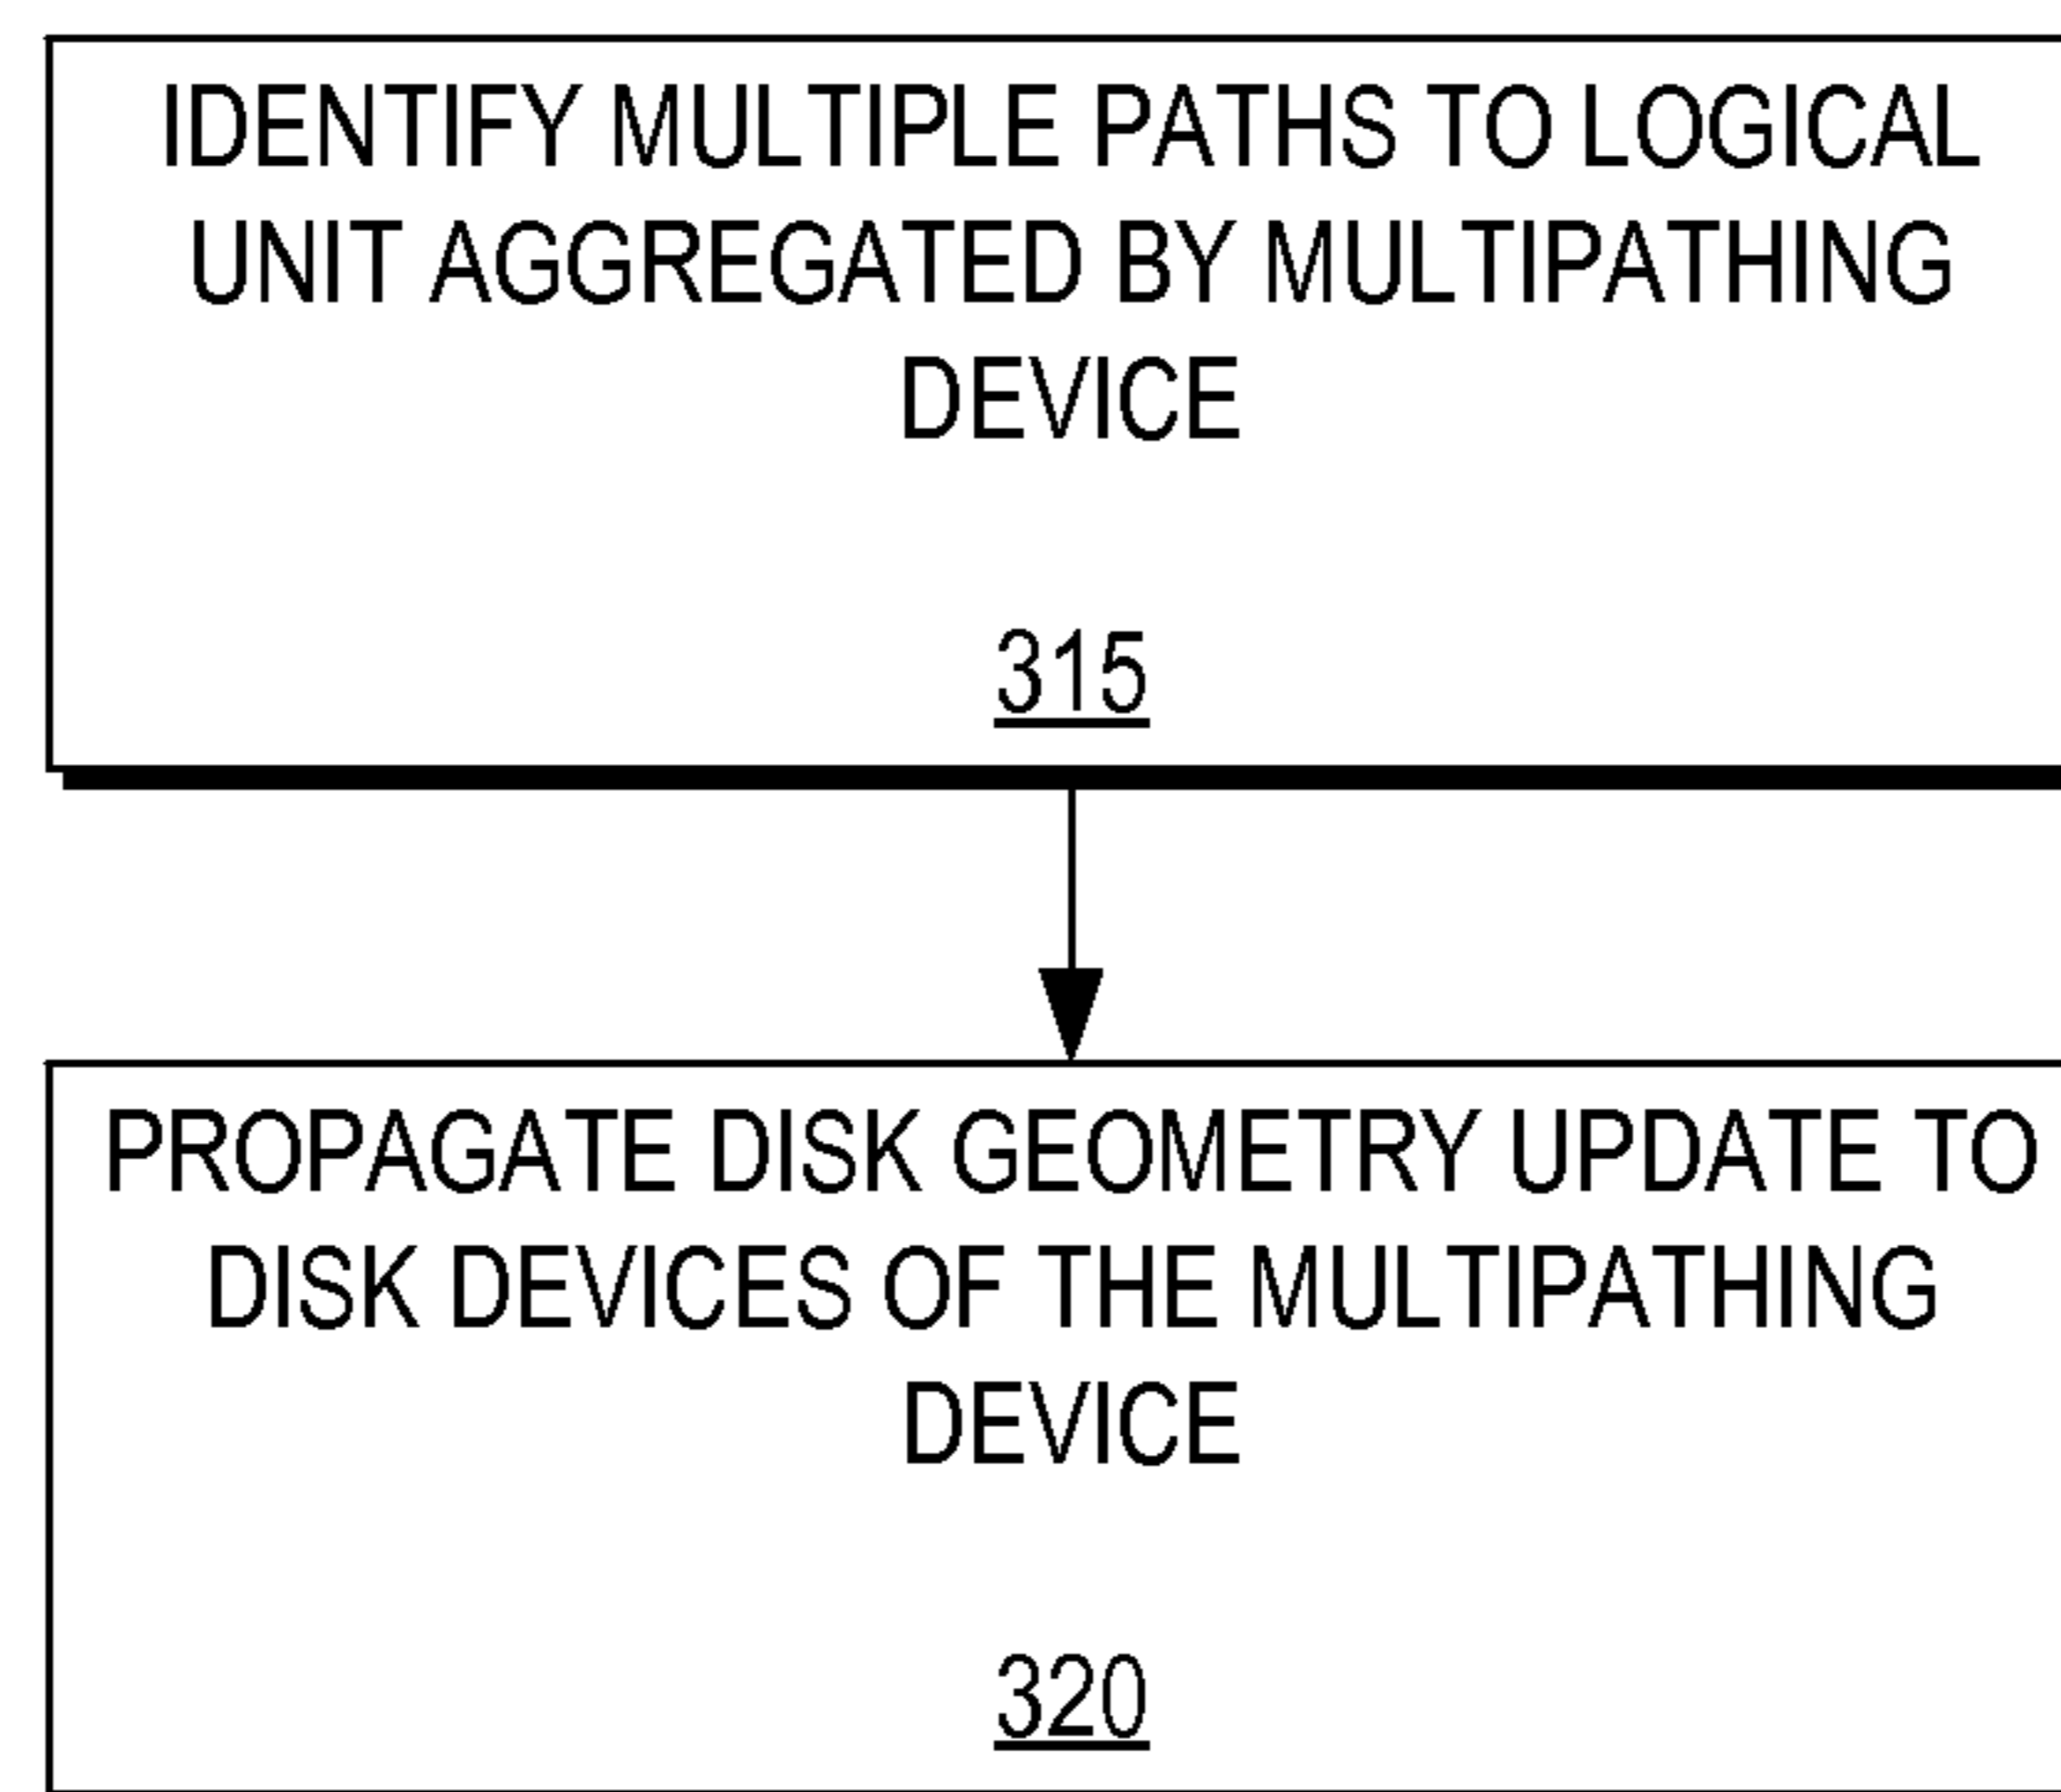 IDENTIFY MULTIPLE PATHS TO LOGICAL
UNIT AGGREGATED BY MULTIPATHING
DEVICE
315
PROPAGATE DISK GEOMETRY UPDATE TO
DISK DEVICES OF THE MULTIPATHING
DEVICE
320